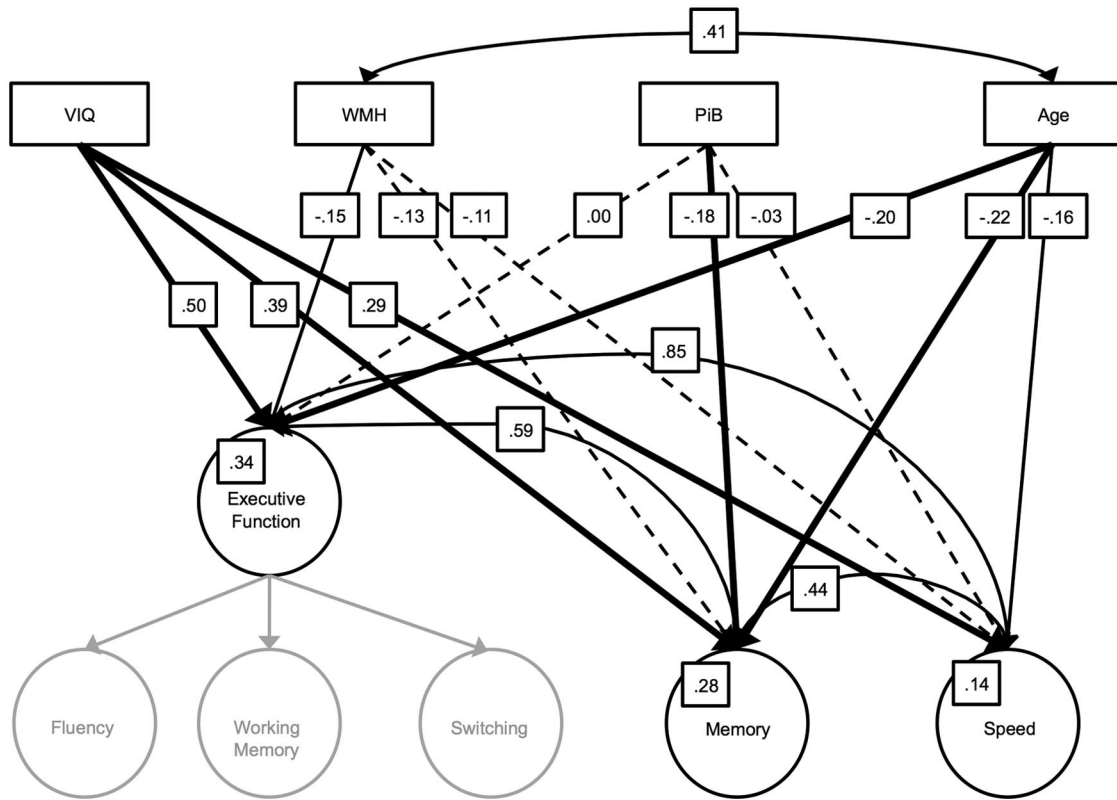 .41
VIQ
WMH
PiB
Age
-.15
-.13
-.11
.00
-.18
-.03
-.20
-.22
-.16
.50
.39
.29
.85
.59
.34
Executive
Function
.44
.28
.14
Fluency
Working
Memory
Switching
Memory
Speed